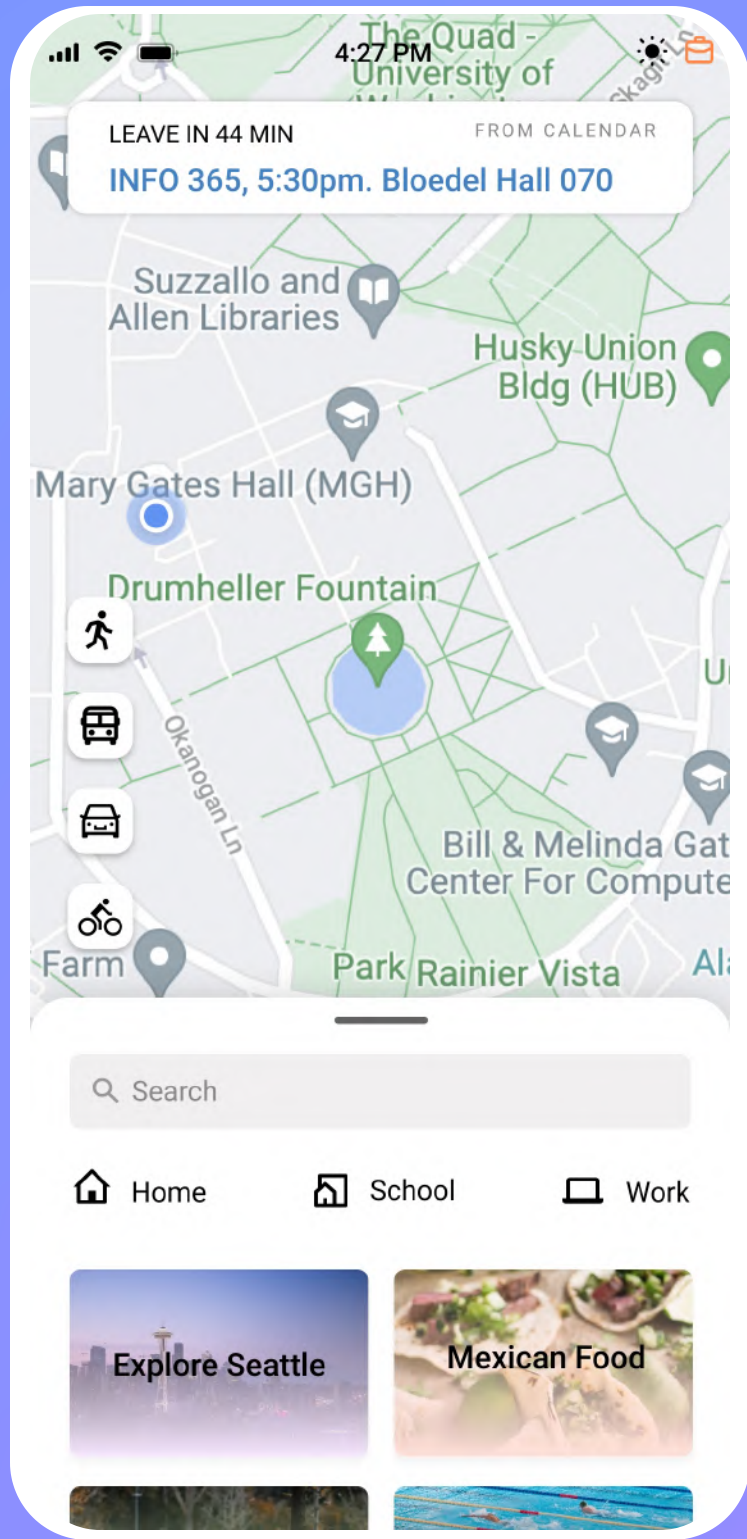 4:27 PM
The Quad -
University of
Skagit Ln
LEAVE IN 44 MIN
FROM CALENDAR
INFO 365, 5:30pm. Bloedel Hall 070
Suzzallo and
Allen Libraries
Husky Union
Bldg (HUB)
Mary Gates Hall (MGH)
Drumheller Fountain
Okanogan Ln
Bill & Melinda Gat
Center For Compute
Farm
Park
Rainier Vista
Search
Home
School
Work
Explore Seattle
Mexican Food